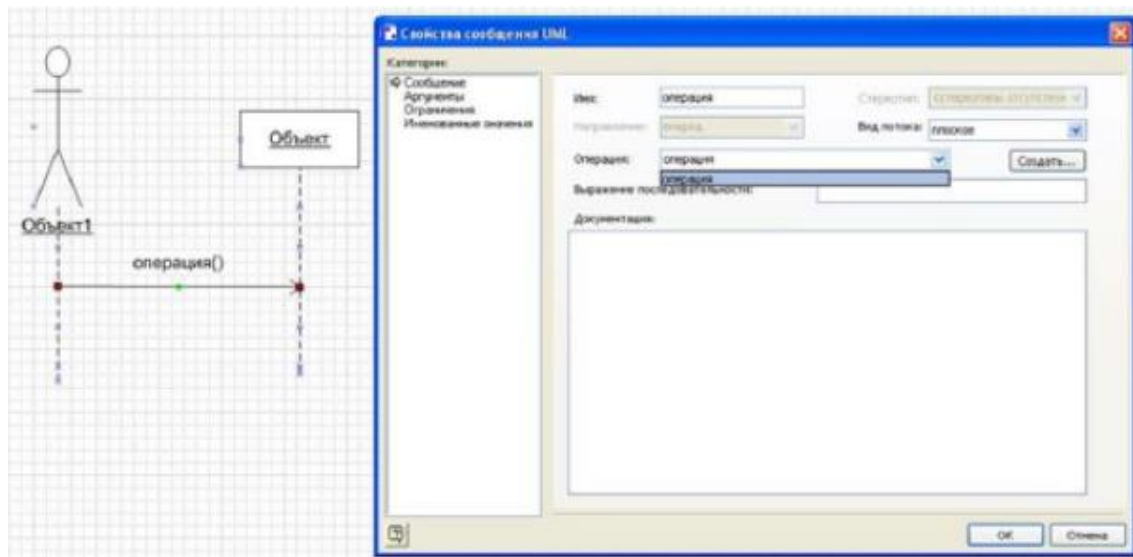 Объект
Объект1
операция()
Свойства сообщения UML
Категории:
Сообщение
Аргументы
Ограничения
Именованные значения
Имя:
операция
Стереотип:
Направление:
вперед
Вид потока:
плоское
Операция:
операция
Создать...
операция
Выражение последовательности:
Документация:
ОК
Отмена